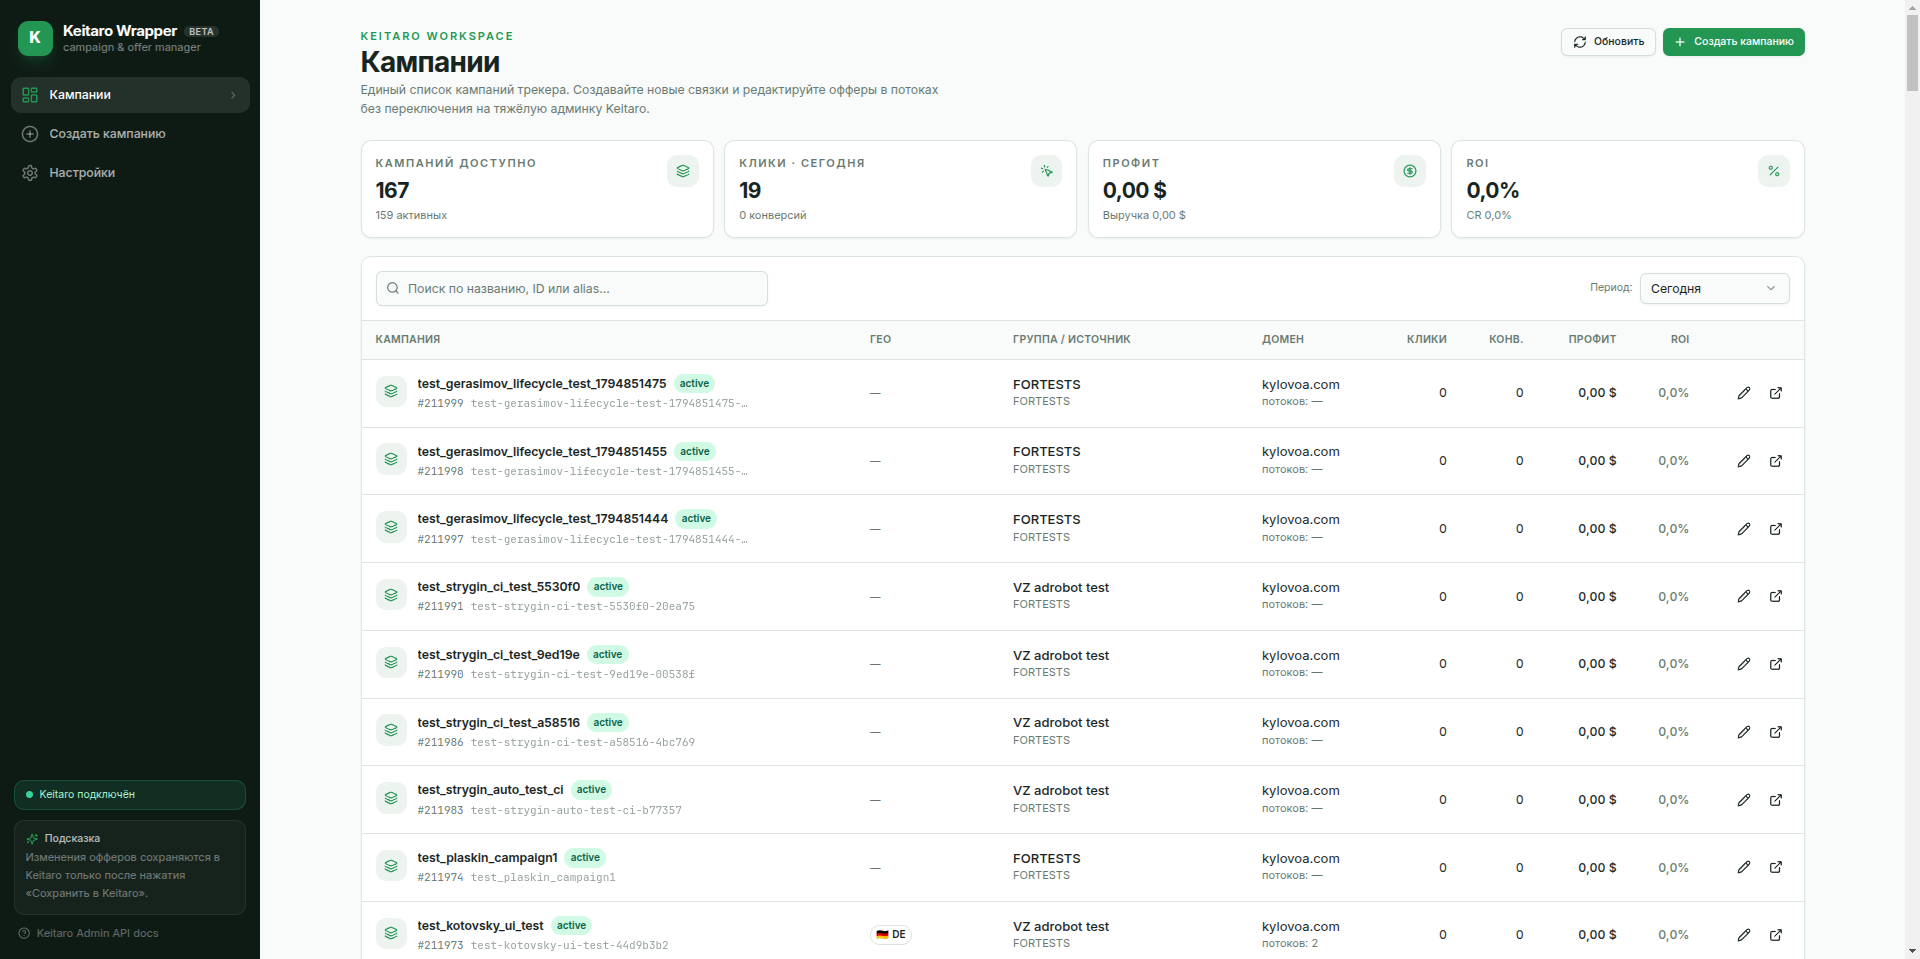 K
Keitaro Wrapper BETA
campaign & offer manager
Кампании
Создать кампанию
Настройки
Keitaro подключён
Подсказка
Изменения офферов сохраняются в
Keitaro только после нажатия
«Сохранить в Keitaro».
Keitaro Admin API docs
KEITARO WORKSPACE
Кампании
Единый список кампаний трекера. Создавайте новые связки и редактируйте офферы в потоках
без переключения на тяжёлую админку Keitaro.
Обновить
Создать кампанию
КАМПАНИЙ ДОСТУПНО
167
159 активных
КЛИКИ · СЕГОДНЯ
19
0 конверсий
ПРОФИТ
0,00 $
Выручка 0,00 $
ROI
0,0%
CR 0,0%
Поиск по названию, ID или alias...
Период: Сегодня
КАМПАНИЯ ГЕО ГРУППА / ИСТОЧНИК ДОМЕН КЛИКИ КОНВ. ПРОФИТ ROI
test_gerasimov_lifecycle_test_1794851475 active — FORTESTS kylovoa.com 0 0 0,00 $ 0,0%
#211999 test-gerasimov-lifecycle-test-1794851475-… FORTESTS потоков: —
test_gerasimov_lifecycle_test_1794851455 active — FORTESTS kylovoa.com 0 0 0,00 $ 0,0%
#211998 test-gerasimov-lifecycle-test-1794851455-… FORTESTS потоков: —
test_gerasimov_lifecycle_test_1794851444 active — FORTESTS kylovoa.com 0 0 0,00 $ 0,0%
#211997 test-gerasimov-lifecycle-test-1794851444-… FORTESTS потоков: —
test_strygin_ci_test_5530f0 active — VZ adrobot test kylovoa.com 0 0 0,00 $ 0,0%
#211991 test-strygin-ci-test-5530f0-20ea75 FORTESTS потоков: —
test_strygin_ci_test_9ed19e active — VZ adrobot test kylovoa.com 0 0 0,00 $ 0,0%
#211990 test-strygin-ci-test-9ed19e-00538f FORTESTS потоков: —
test_strygin_ci_test_a58516 active — VZ adrobot test kylovoa.com 0 0 0,00 $ 0,0%
#211986 test-strygin-ci-test-a58516-4bc769 FORTESTS потоков: —
test_strygin_auto_test_ci active — VZ adrobot test kylovoa.com 0 0 0,00 $ 0,0%
#211983 test-strygin-auto-test-ci-b77357 FORTESTS потоков: —
test_plaskin_campaign1 active — FORTESTS kylovoa.com 0 0 0,00 $ 0,0%
#211974 test_plaskin_campaign1 FORTESTS потоков: —
test_kotovsky_ui_test active DE VZ adrobot test kylovoa.com 0 0 0,00 $ 0,0%
#211973 test-kotovsky-ui-test-44d9b3b2 FORTESTS потоков: 2